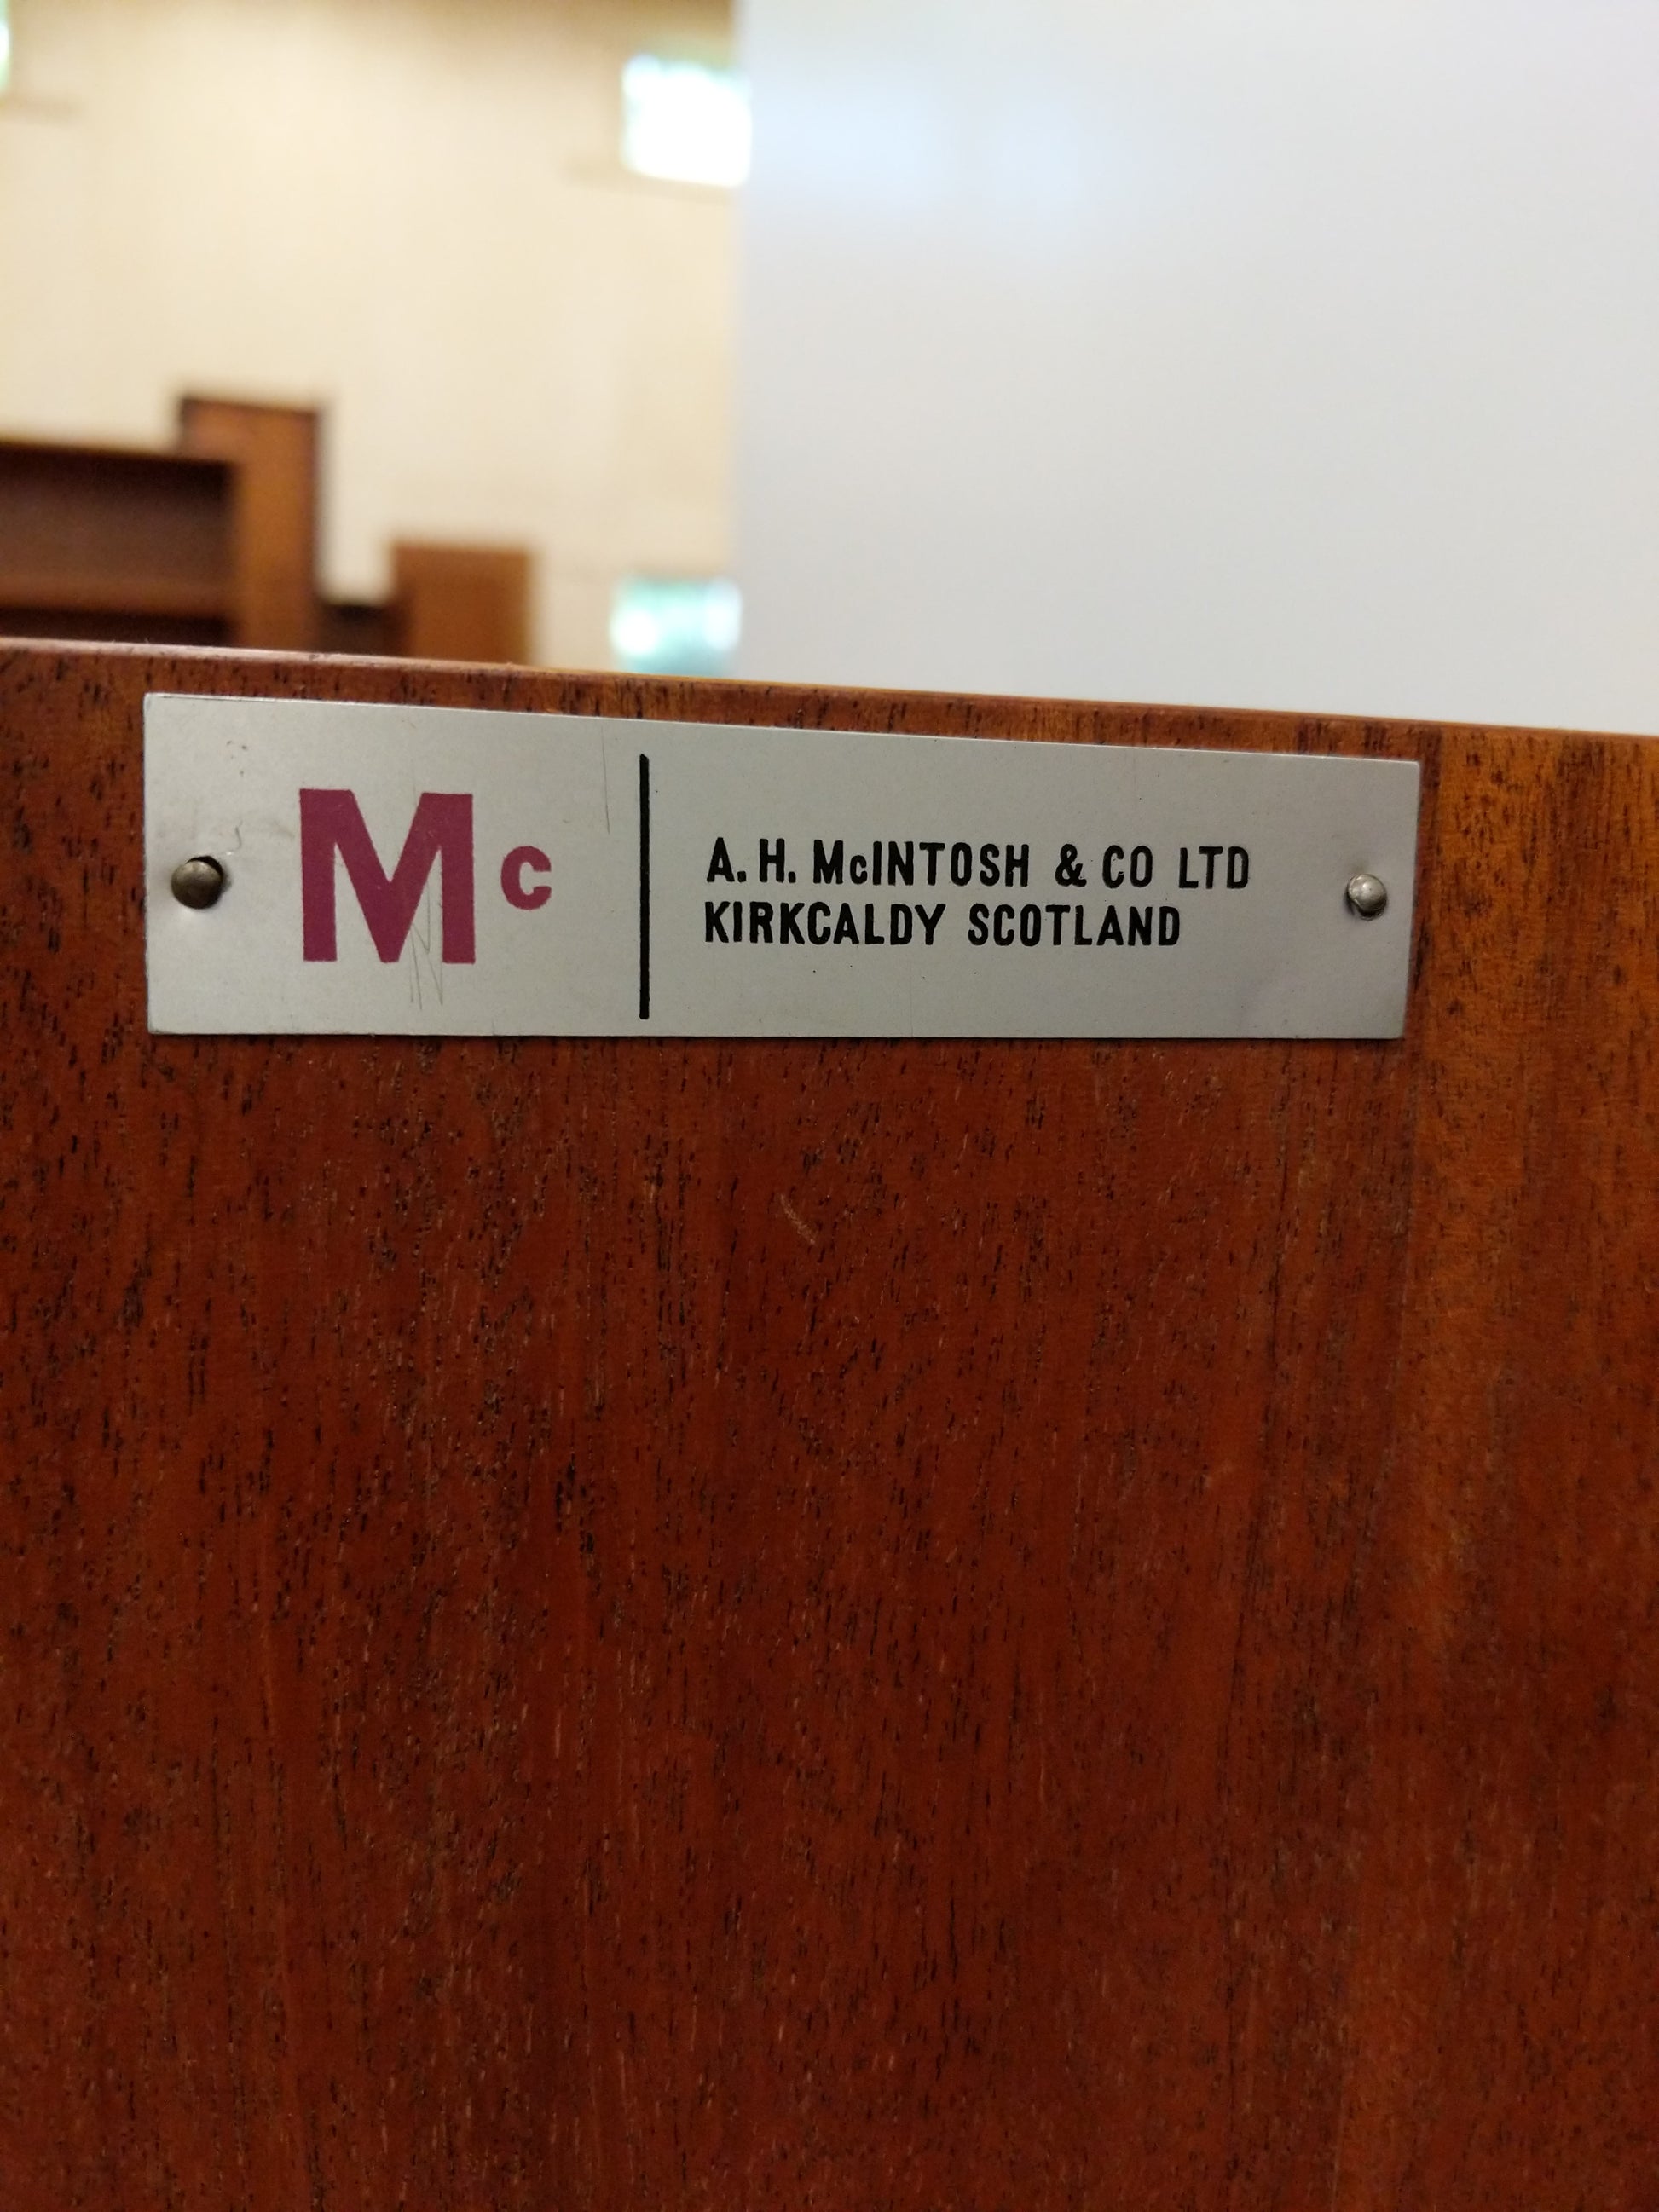 Mc
A. H. McINTOSH & CO LTD
KIRKCALDY SCOTLAND